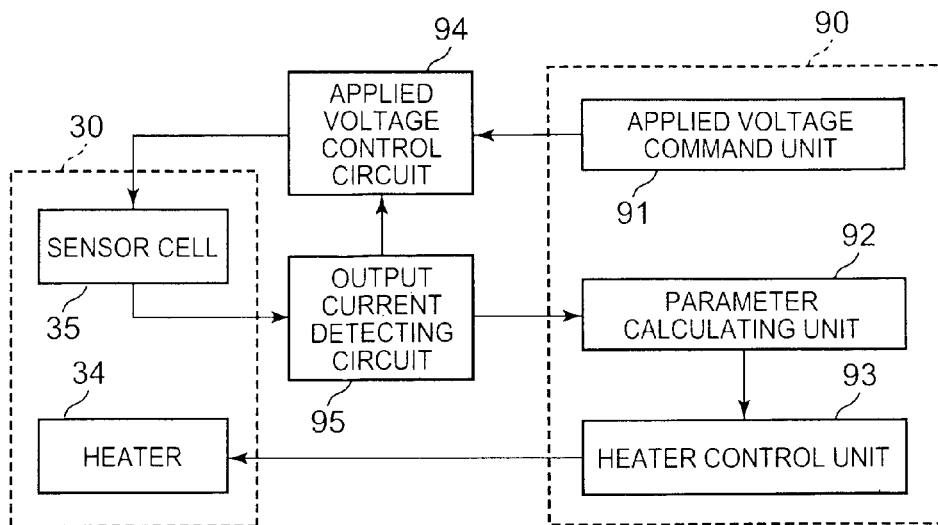 94
90
30
APPLIED
VOLTAGE
CONTROL
CIRCUIT
APPLIED VOLTAGE
COMMAND UNIT
91
SENSOR CELL
35
OUTPUT
CURRENT
DETECTING
CIRCUIT
95
92
PARAMETER
CALCULATING UNIT
34
HEATER
93
HEATER CONTROL UNIT